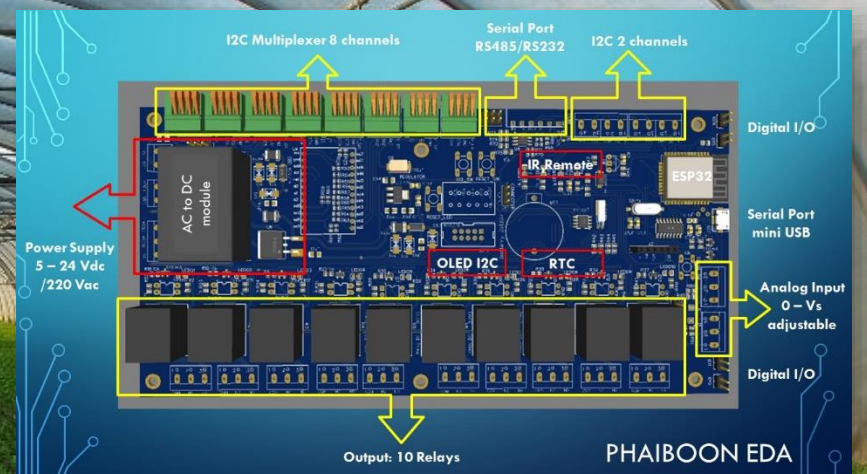 I2C Multiplexer 8 channels
Serial Port
RS485/RS232
I2C 2 channels
Digital I/O
IR Remote
ESP32
AC to DC
module
Serial Port
mini USB
Power Supply
5 – 24 Vdc
/220 Vac
OLED I2C
RTC
Analog Input
0 – Vs
adjustable
Digital I/O
Output: 10 Relays
PHAIBOON EDA